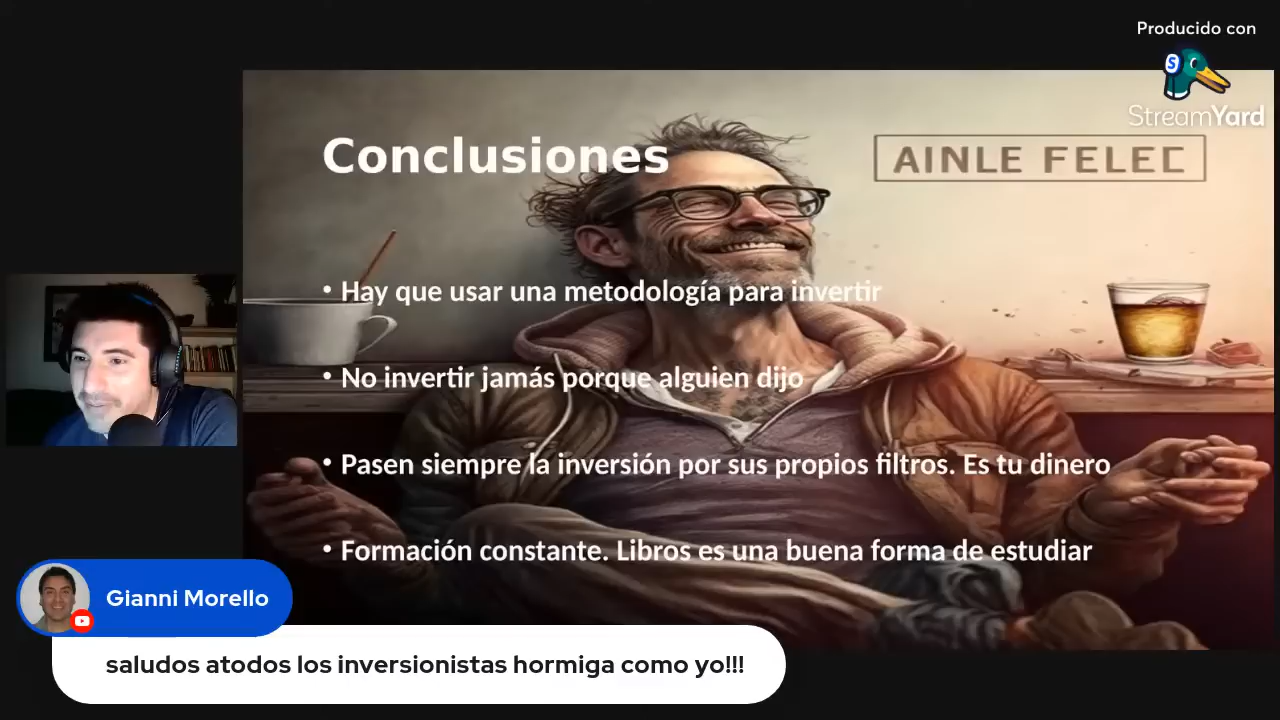 Producido con
StreamYard
Conclusiones
AINLE FELEC
• Hay que usar una metodología para invertir
• No invertir jamás porque alguien dijo
• Pasen siempre la inversión por sus propios filtros. Es tu dinero
• Formación constante. Libros es una buena forma de estudiar
Gianni Morello
saludos atodos los inversionistas hormiga como yo!!!